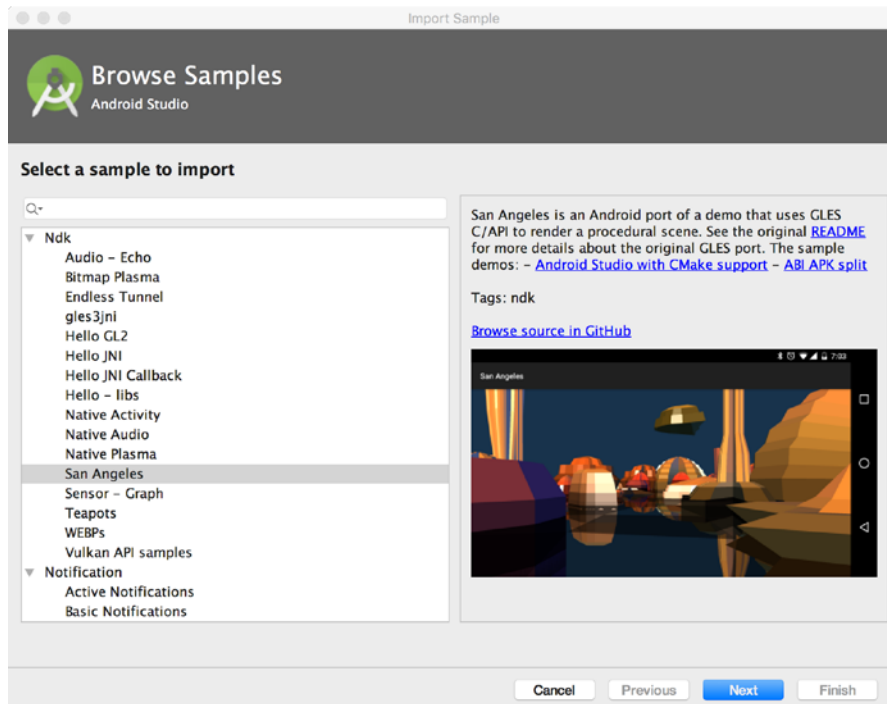 Import Sample
Browse Samples
Android Studio
Select a sample to import
Ndk
Audio – Echo
Bitmap Plasma
Endless Tunnel
gles3jni
Hello GL2
Hello JNI
Hello JNI Callback
Hello – libs
Native Activity
Native Audio
Native Plasma
San Angeles
Sensor – Graph
Teapots
WEBPs
Vulkan API samples
Notification
Active Notifications
Basic Notifications
San Angeles is an Android port of a demo that uses GLES
C/API to render a procedural scene. See the original README
for more details about the original GLES port. The sample
demos: – Android Studio with CMake support – ABI APK split
Tags: ndk
Browse source in GitHub
7:03
San Angeles
Cancel Previous Next Finish